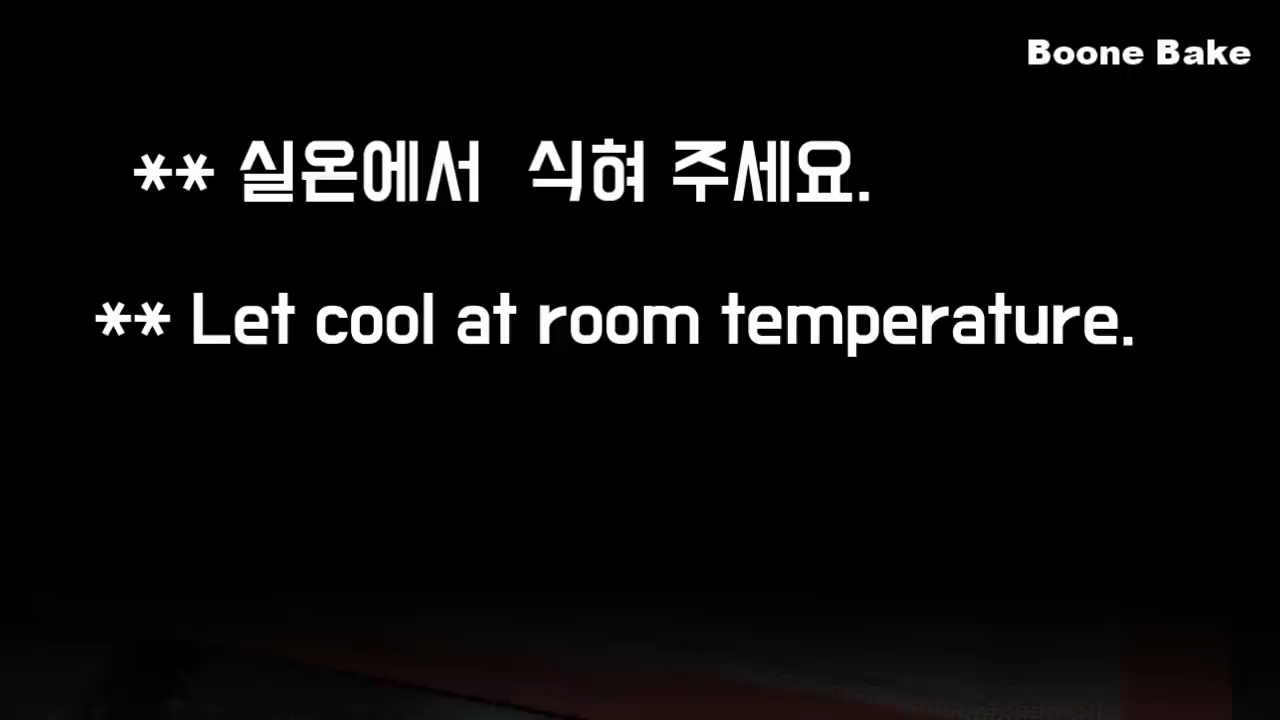 Boone Bake
** 실온에서 식혀 주세요.
** Let cool at room temperature.